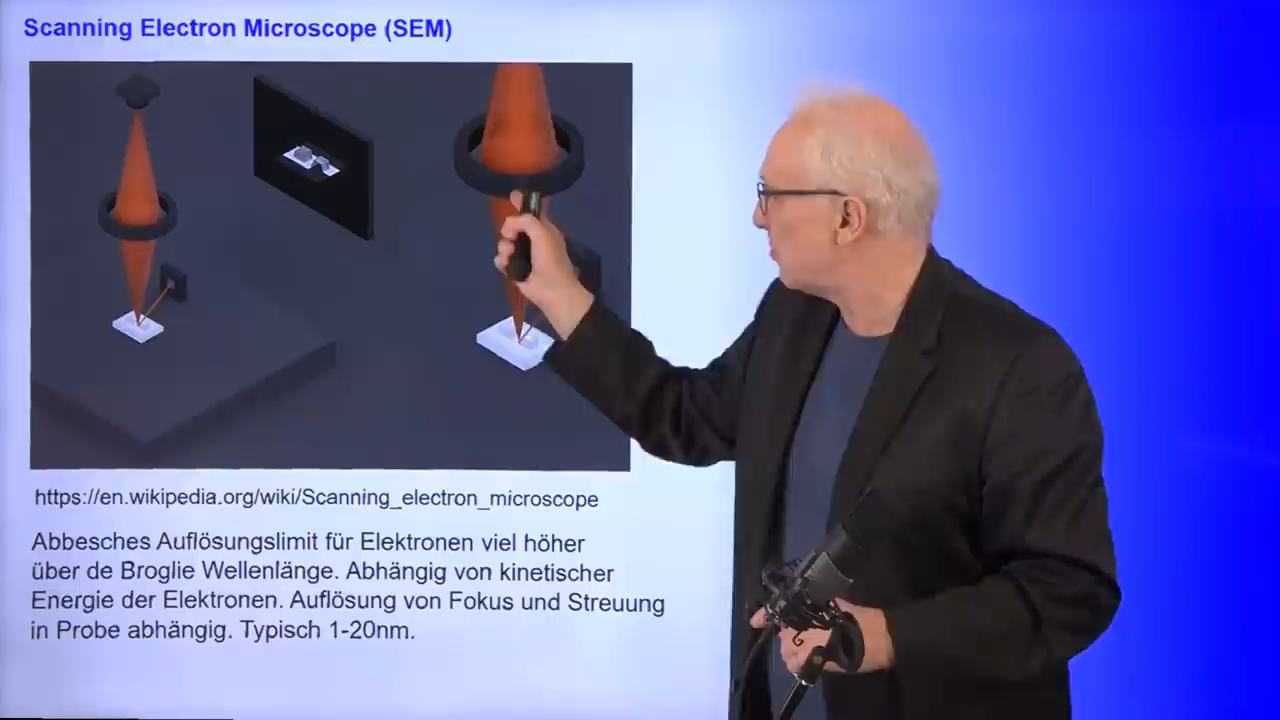 Scanning Electron Microscope (SEM)
https://en.wikipedia.org/wiki/Scanning_electron_microscope
Abbesches Auflösungslimit für Elektronen viel höher
über de Broglie Wellenlänge. Abhängig von kinetischer
Energie der Elektronen. Auflösung von Fokus und Streuung
in Probe abhängig. Typisch 1-20nm.